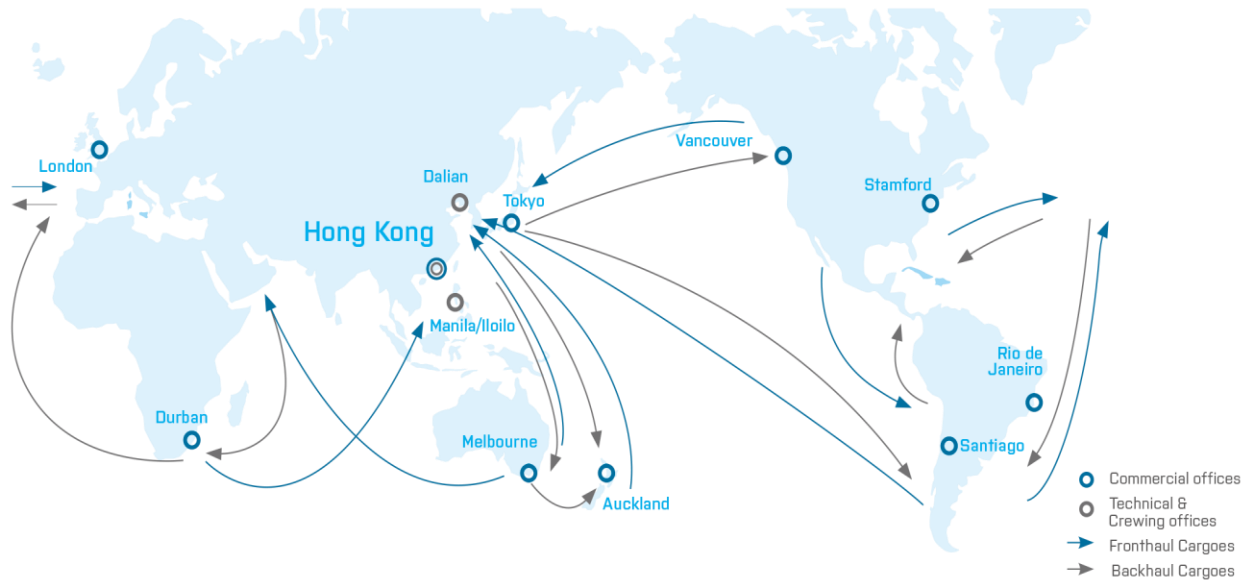 London
Dalian
Tokyo
Hong Kong
Manila/Iloilo
Durban
Melbourne
Auckland
Vancouver
Stamford
Rio de
Janeiro
Santiago
Commercial offices
Technical &
Crewing offices
Fronthaul Cargoes
Backhaul Cargoes